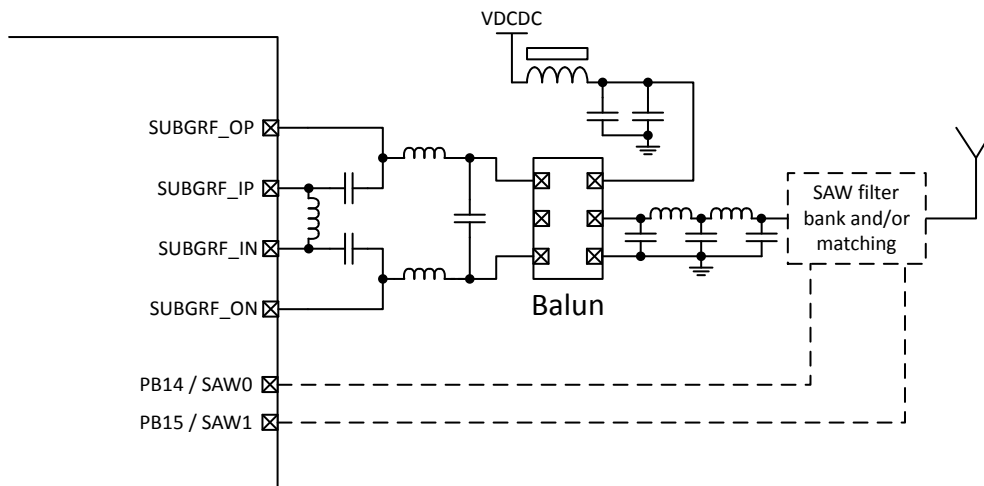 VDCDC
SUBGRF_OP
SUBGRF_IP
SUBGRF_IN
SUBGRF_ON
SAW filter
bank and/or
matching
Balun
PB14 / SAW0
PB15 / SAW1